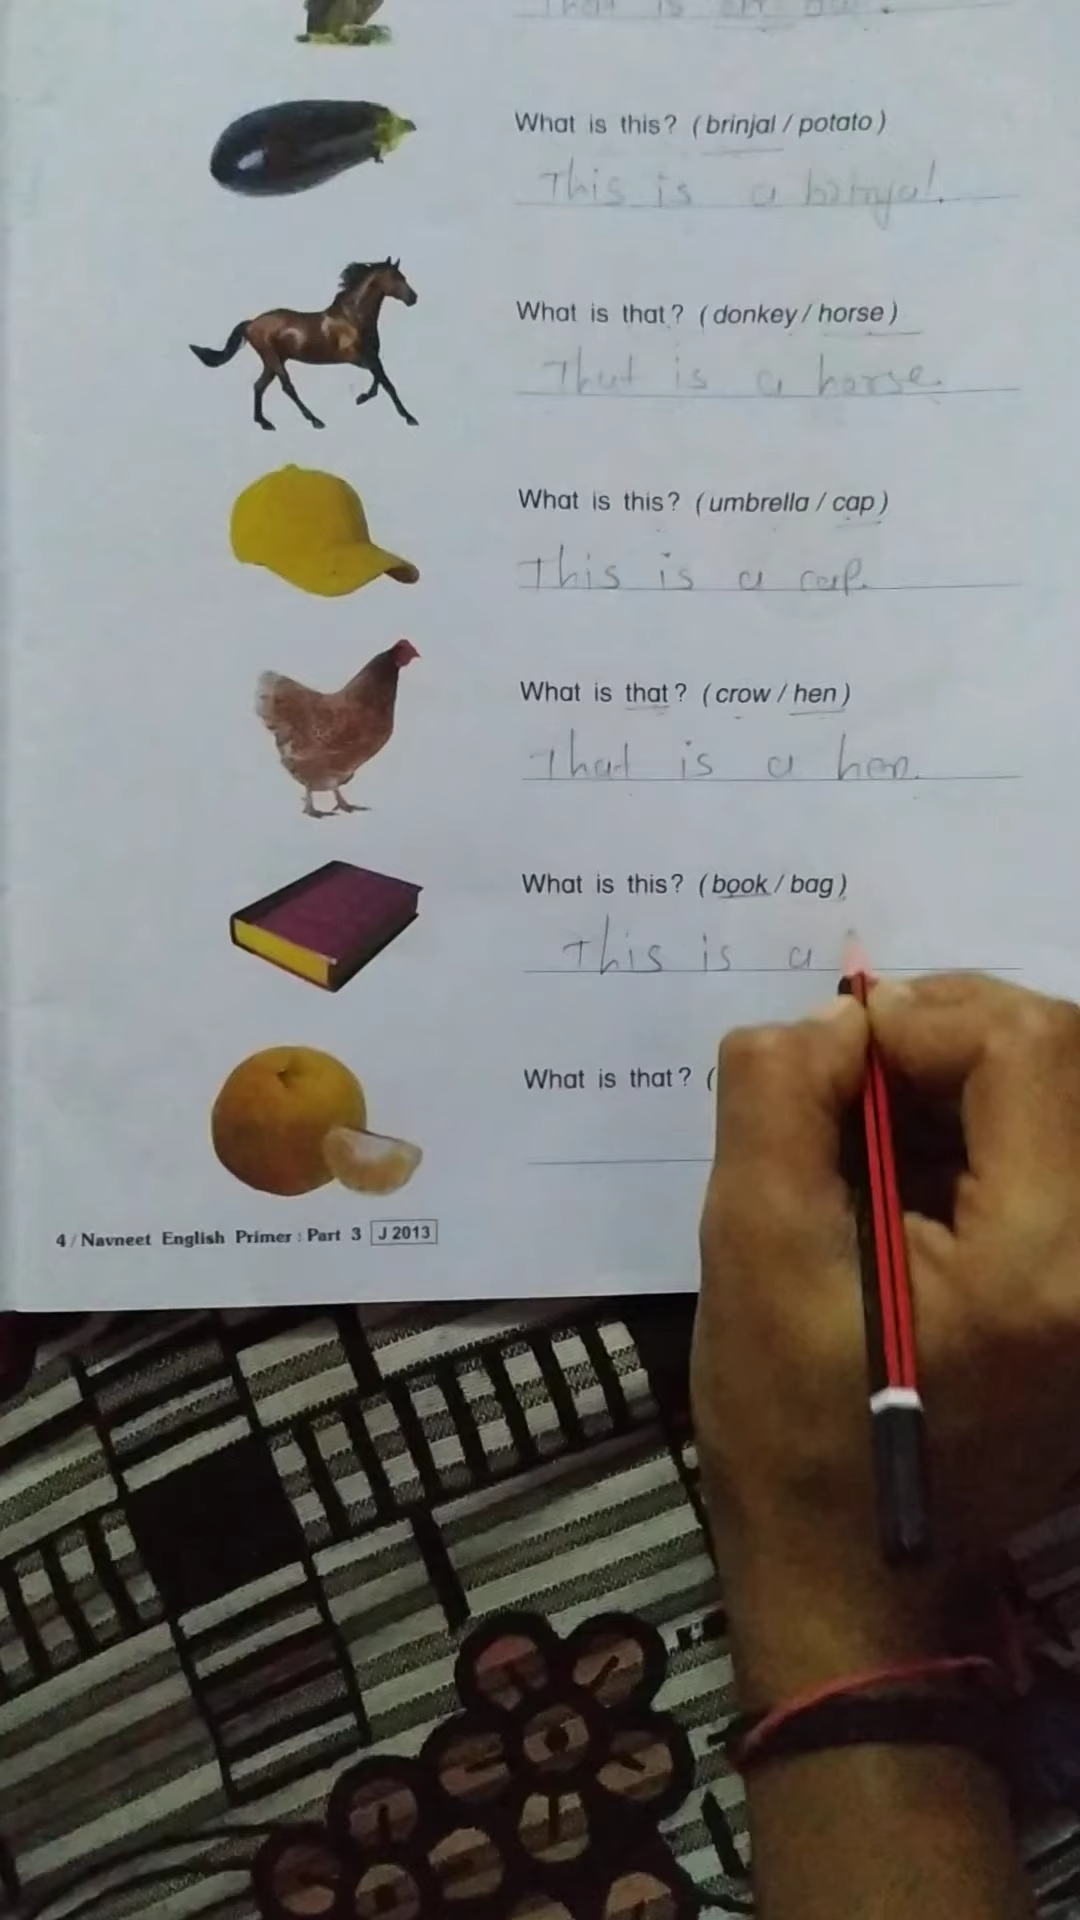 What is this? (brinjal / potato)
This is a brinjal.
What is that? (donkey / horse)
That is a horse.
What is this? (umbrella / cap)
This is a cap.
What is that? (crow / hen)
That is a hen.
What is this? (book / bag)
This is a
What is that? (
4 / Navneet English Primer : Part 3 J 2013